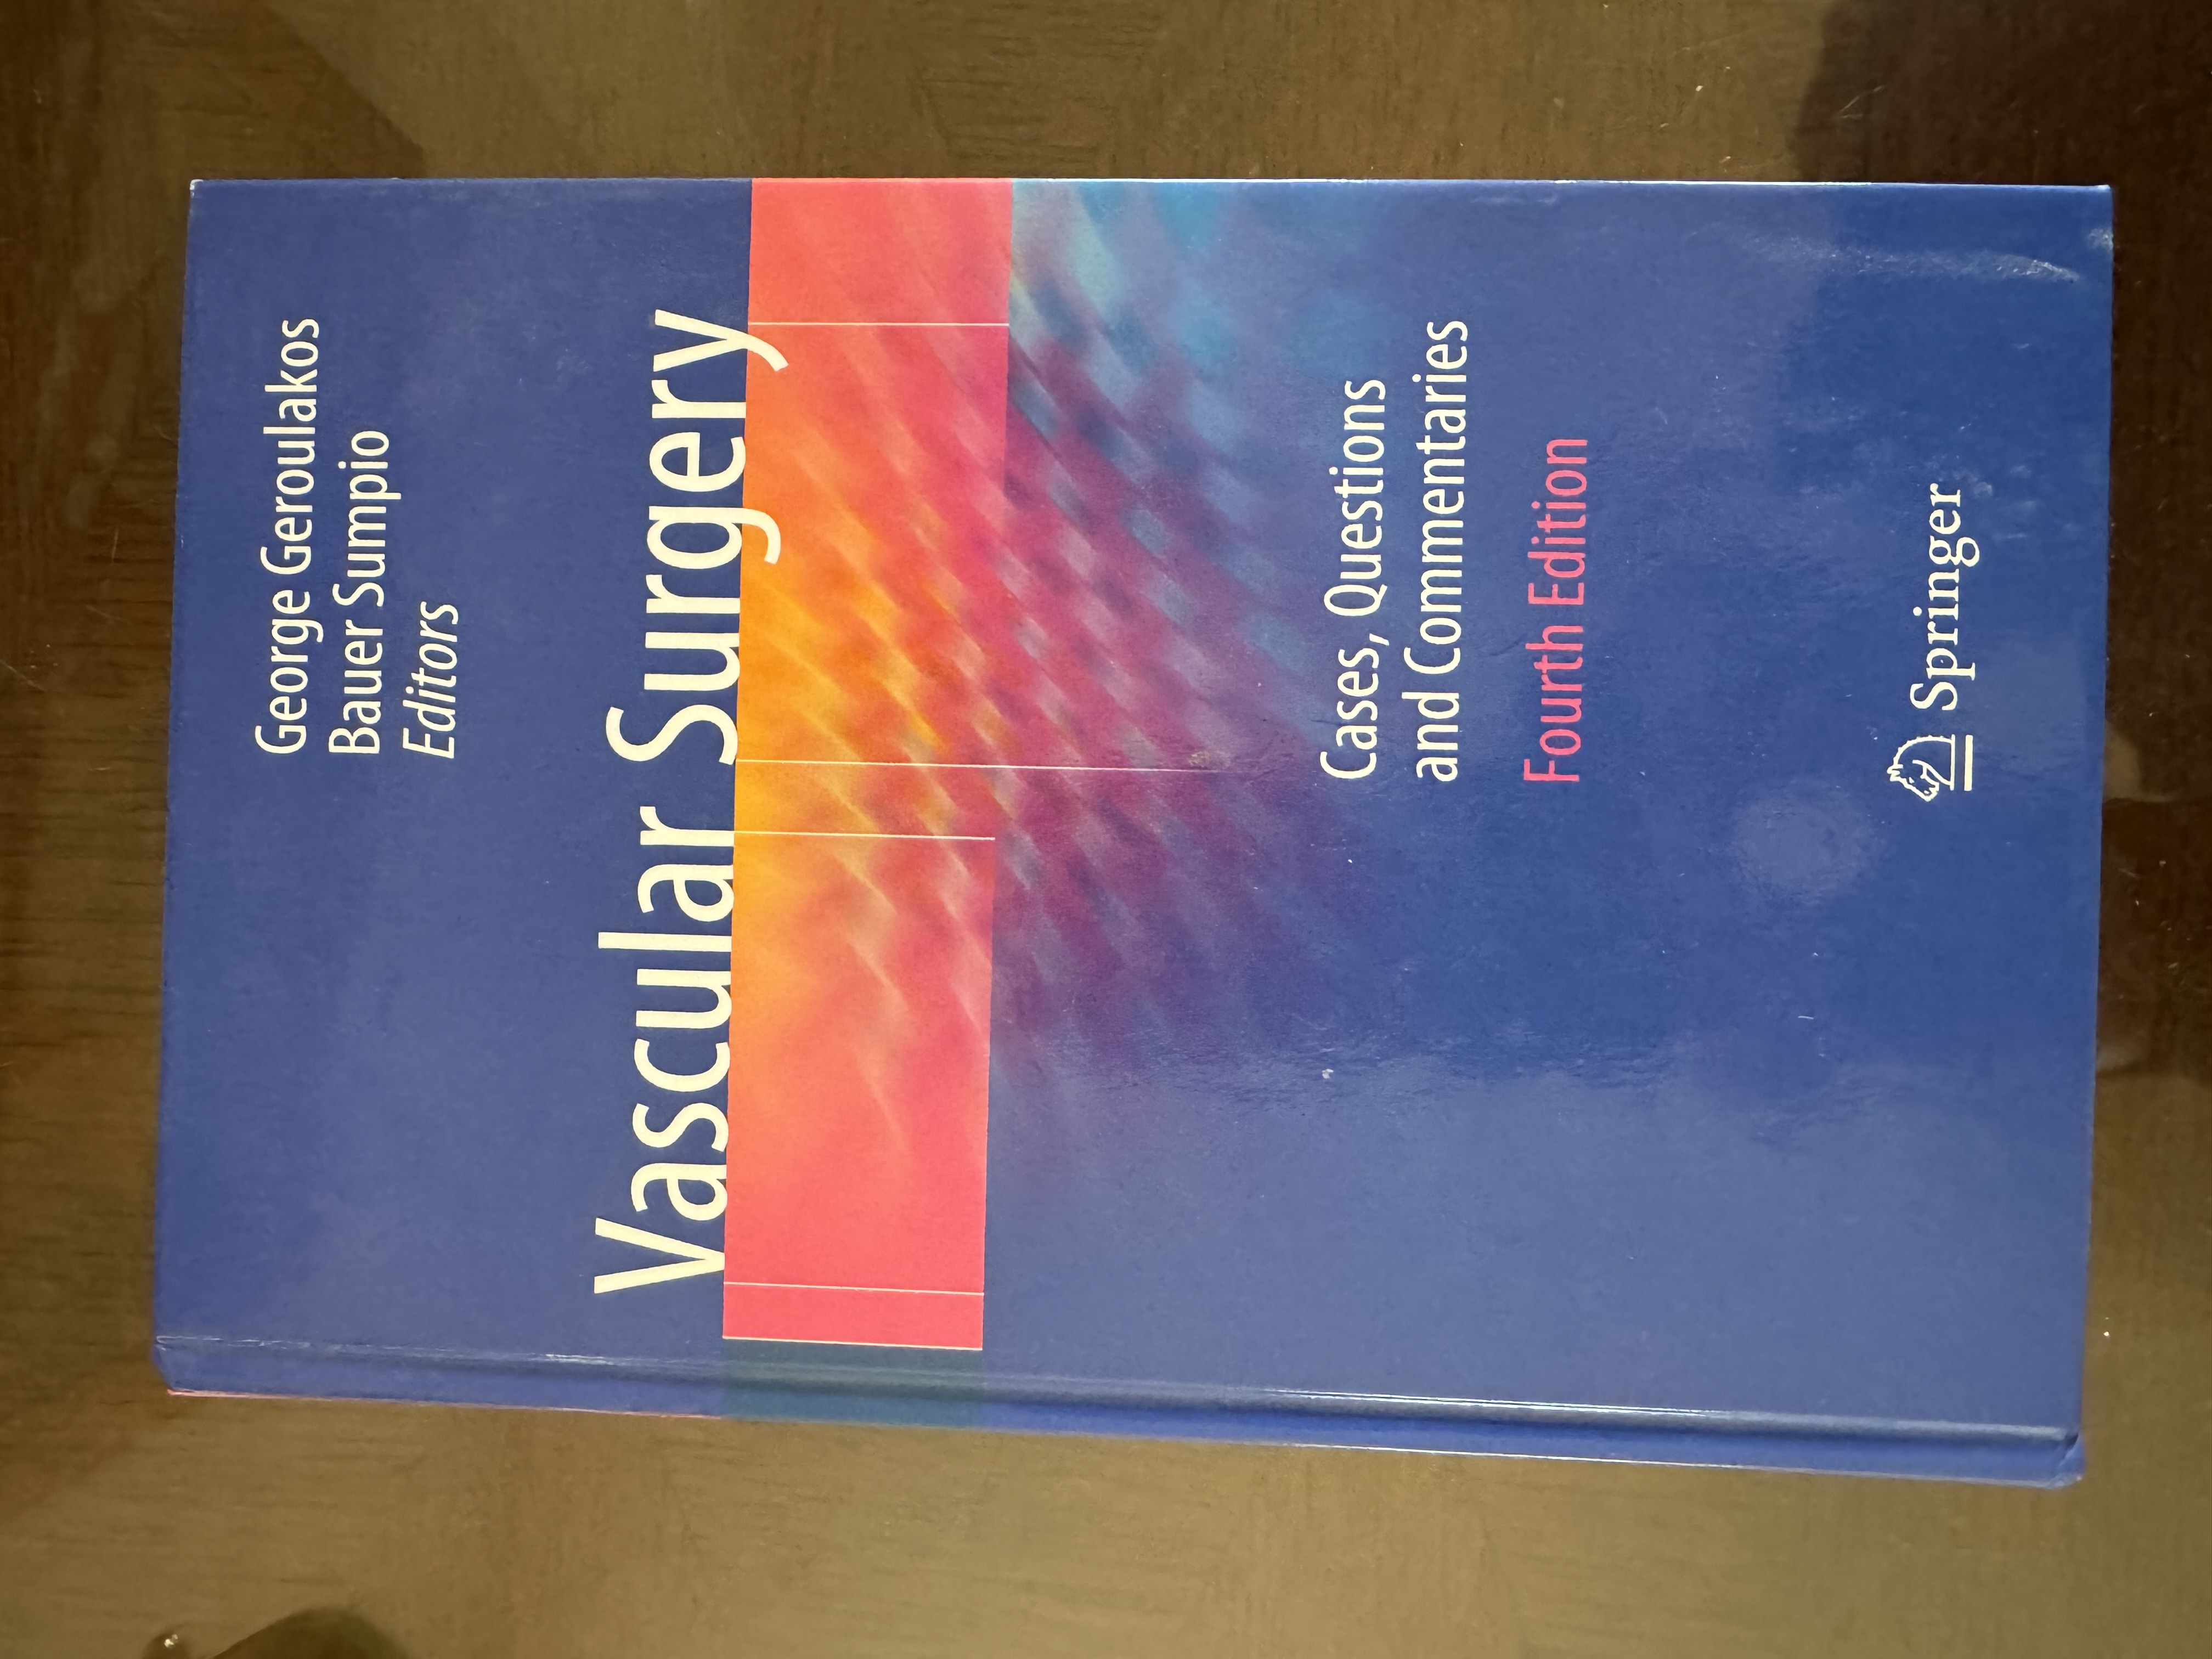 George Geroulakos
Bauer Sumpio
Editors
Vascular Surgery
Cases, Questions
and Commentaries
Fourth Edition
Springer